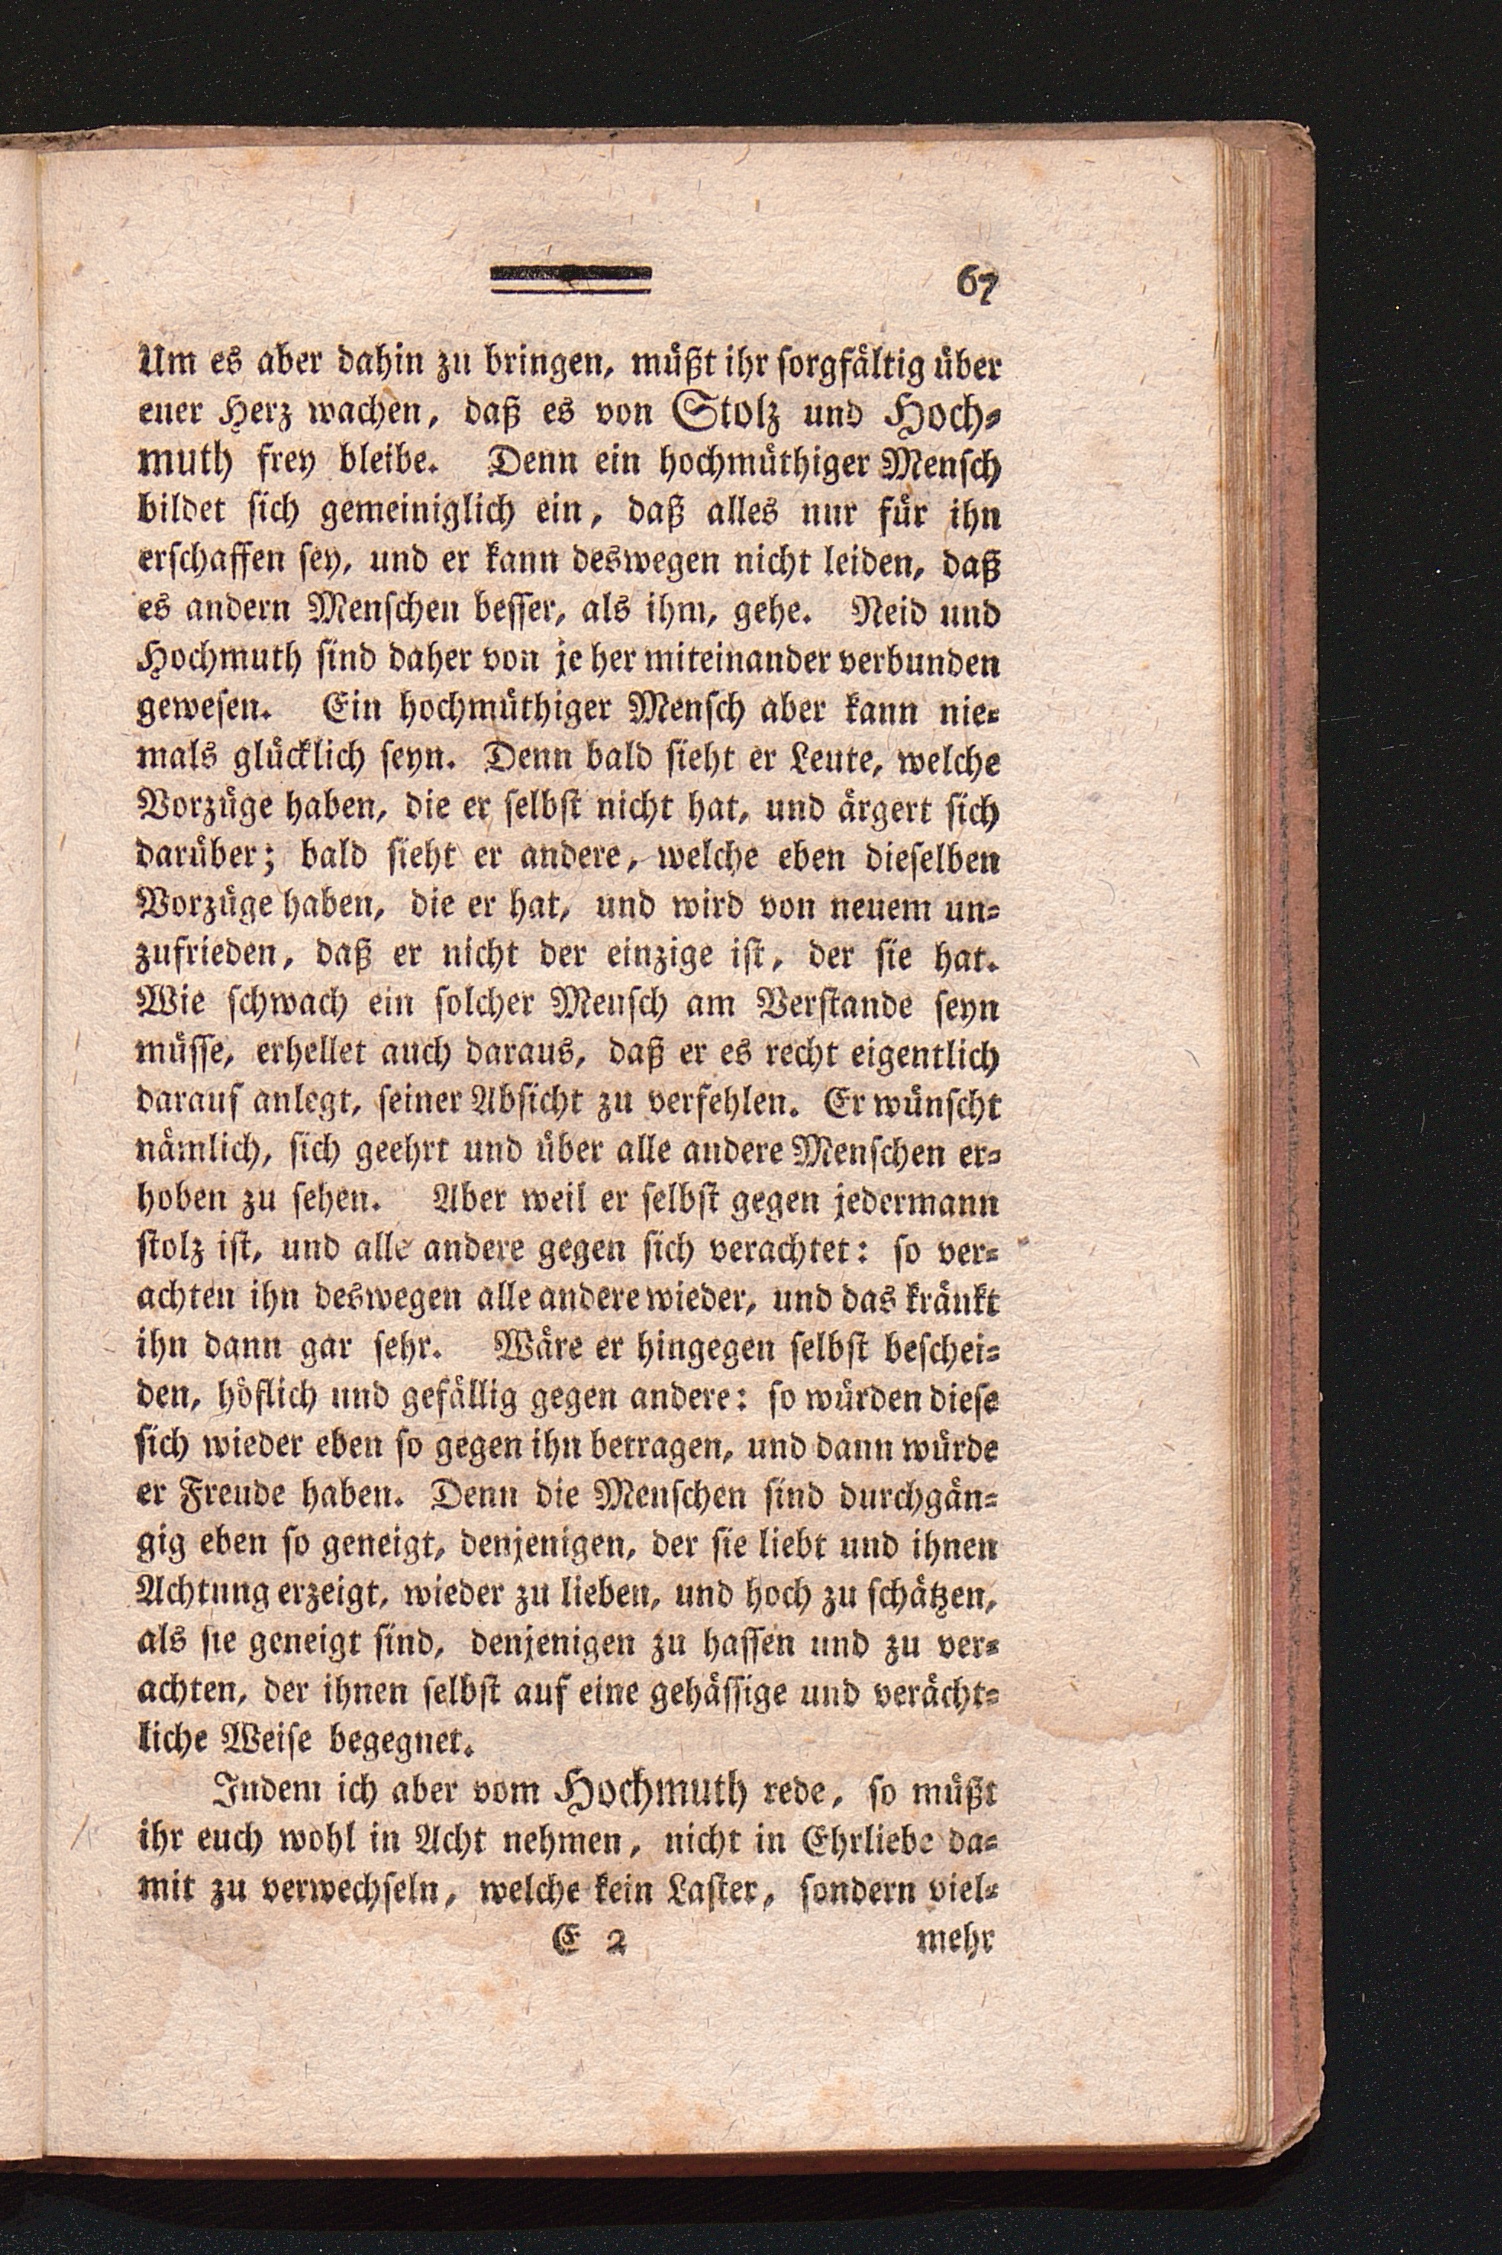 67
Um es aber dahin zu bringen, müßt ihr sorgfältig über
euer Herz wachen, daß es von Stolz und Hoch-
muth frey bleibe. Denn ein hochmüthiger Mensch
bildet sich gemeiniglich ein, daß alles nur für ihn
erschaffen sey, und er kann deswegen nicht leiden, daß
es andern Menschen besser, als ihm, gehe. Neid und
Hochmuth sind daher von je her miteinander verbunden
gewesen. Ein hochmüthiger Mensch aber kann nie-
mals glücklich seyn. Denn bald sieht er Leute, welche
Vorzüge haben, die er selbst nicht hat, und ärgert sich
darüber; bald sieht er andere, welche eben dieselben
Vorzüge haben, die er hat, und wird von neuem un-
zufrieden, daß er nicht der einzige ist, der sie hat.
Wie schwach ein solcher Mensch am Verstande seyn
müsse, erhellet auch daraus, daß er es recht eigentlich
darauf anlegt, seiner Absicht zu verfehlen. Er wünscht
nämlich, sich geehrt und über alle andere Menschen er-
hoben zu sehen. Aber weil er selbst gegen jedermann
stolz ist, und alle andere gegen sich verachtet: so ver-
achten ihn deswegen alle andere wieder, und das kränkt
ihn dann gar sehr. Wäre er hingegen selbst beschei-
den, höflich und gefällig gegen andere: so würden diese
sich wieder eben so gegen ihn betragen, und dann würde
er Freude haben. Denn die Menschen sind durchgän-
gig eben so geneigt, denjenigen, der sie liebt und ihnen
Achtung erzeigt, wieder zu lieben, und hoch zu schätzen,
als sie geneigt sind, denjenigen zu hassen und zu ver-
achten, der ihnen selbst auf eine gehässige und verächt-
liche Weise begegnet.
Indem ich aber vom Hochmuth rede, so müßt
ihr euch wohl in Acht nehmen, nicht in Ehrliebe da-
mit zu verwechseln, welche kein Laster, sondern viel-
E 2 mehr